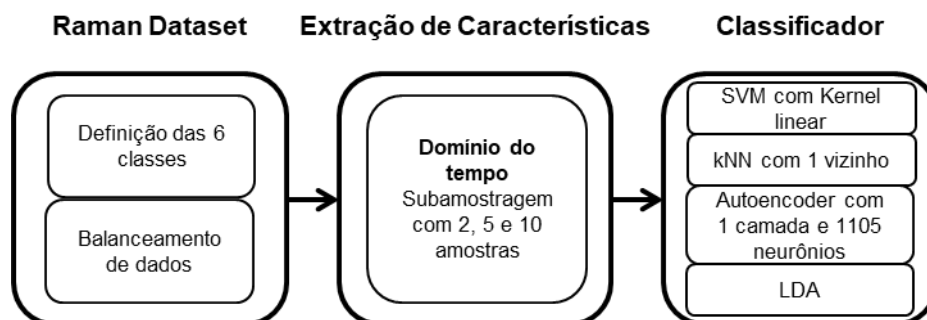 Raman Dataset
Extração de Características
Classificador
Definição das 6
classes
Balanceamento
de dados
Domínio do
tempo
Subamostragem
com 2, 5 e 10
amostras
SVM com Kernel
linear
kNN com 1 vizinho
Autoencoder com
1 camada e 1105
neurônios
LDA